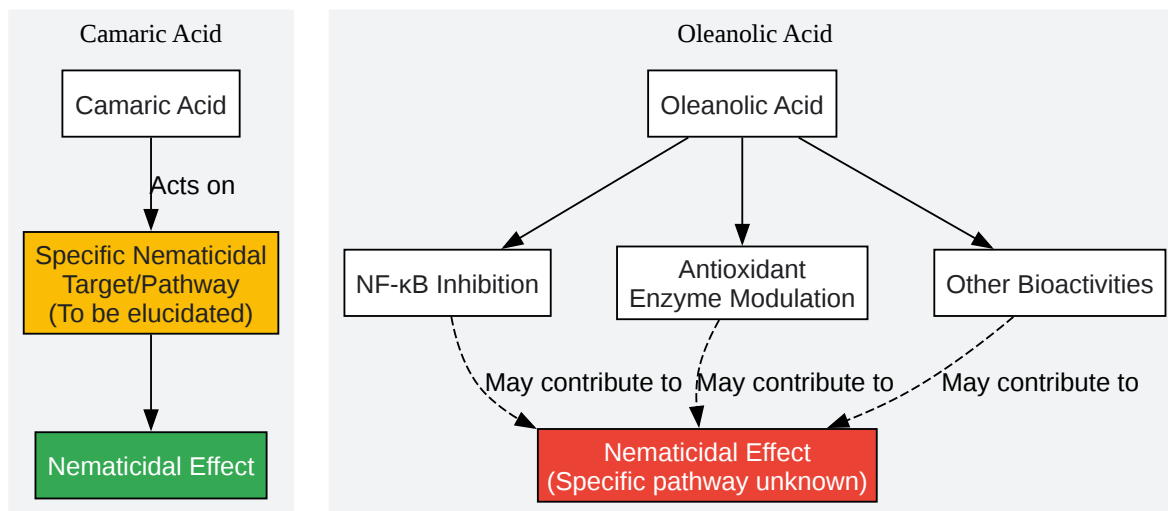 Camaric Acid
Camaric Acid
Acts on
Specific Nematicidal
Target/Pathway
(To be elucidated)
Nematicidal Effect
Oleanolic Acid
Oleanolic Acid
NF-κB Inhibition
Antioxidant
Enzyme Modulation
Other Bioactivities
May contribute to
May contribute to
May contribute to
Nematicidal Effect
(Specific pathway unknown)